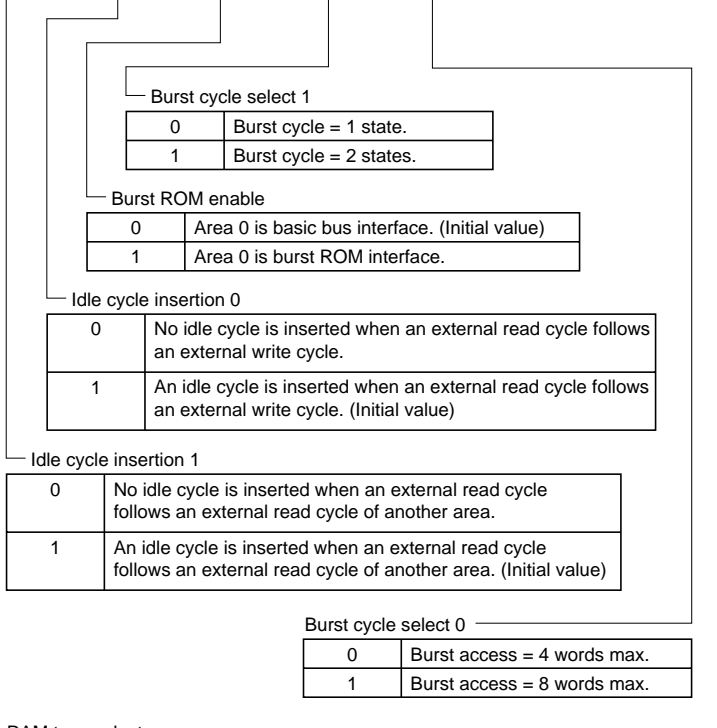 Burst cycle select 1
0 Burst cycle = 1 state.
1 Burst cycle = 2 states.
Burst ROM enable
0 Area 0 is basic bus interface. (Initial value)
1 Area 0 is burst ROM interface.
Idle cycle insertion 0
0 No idle cycle is inserted when an external read cycle follows
an external write cycle.
1 An idle cycle is inserted when an external read cycle follows
an external write cycle. (Initial value)
Idle cycle insertion 1
0 No idle cycle is inserted when an external read cycle
follows an external read cycle of another area.
1 An idle cycle is inserted when an external read cycle
follows an external read cycle of another area. (Initial value)
Burst cycle select 0
0 Burst access = 4 words max.
1 Burst access = 8 words max.